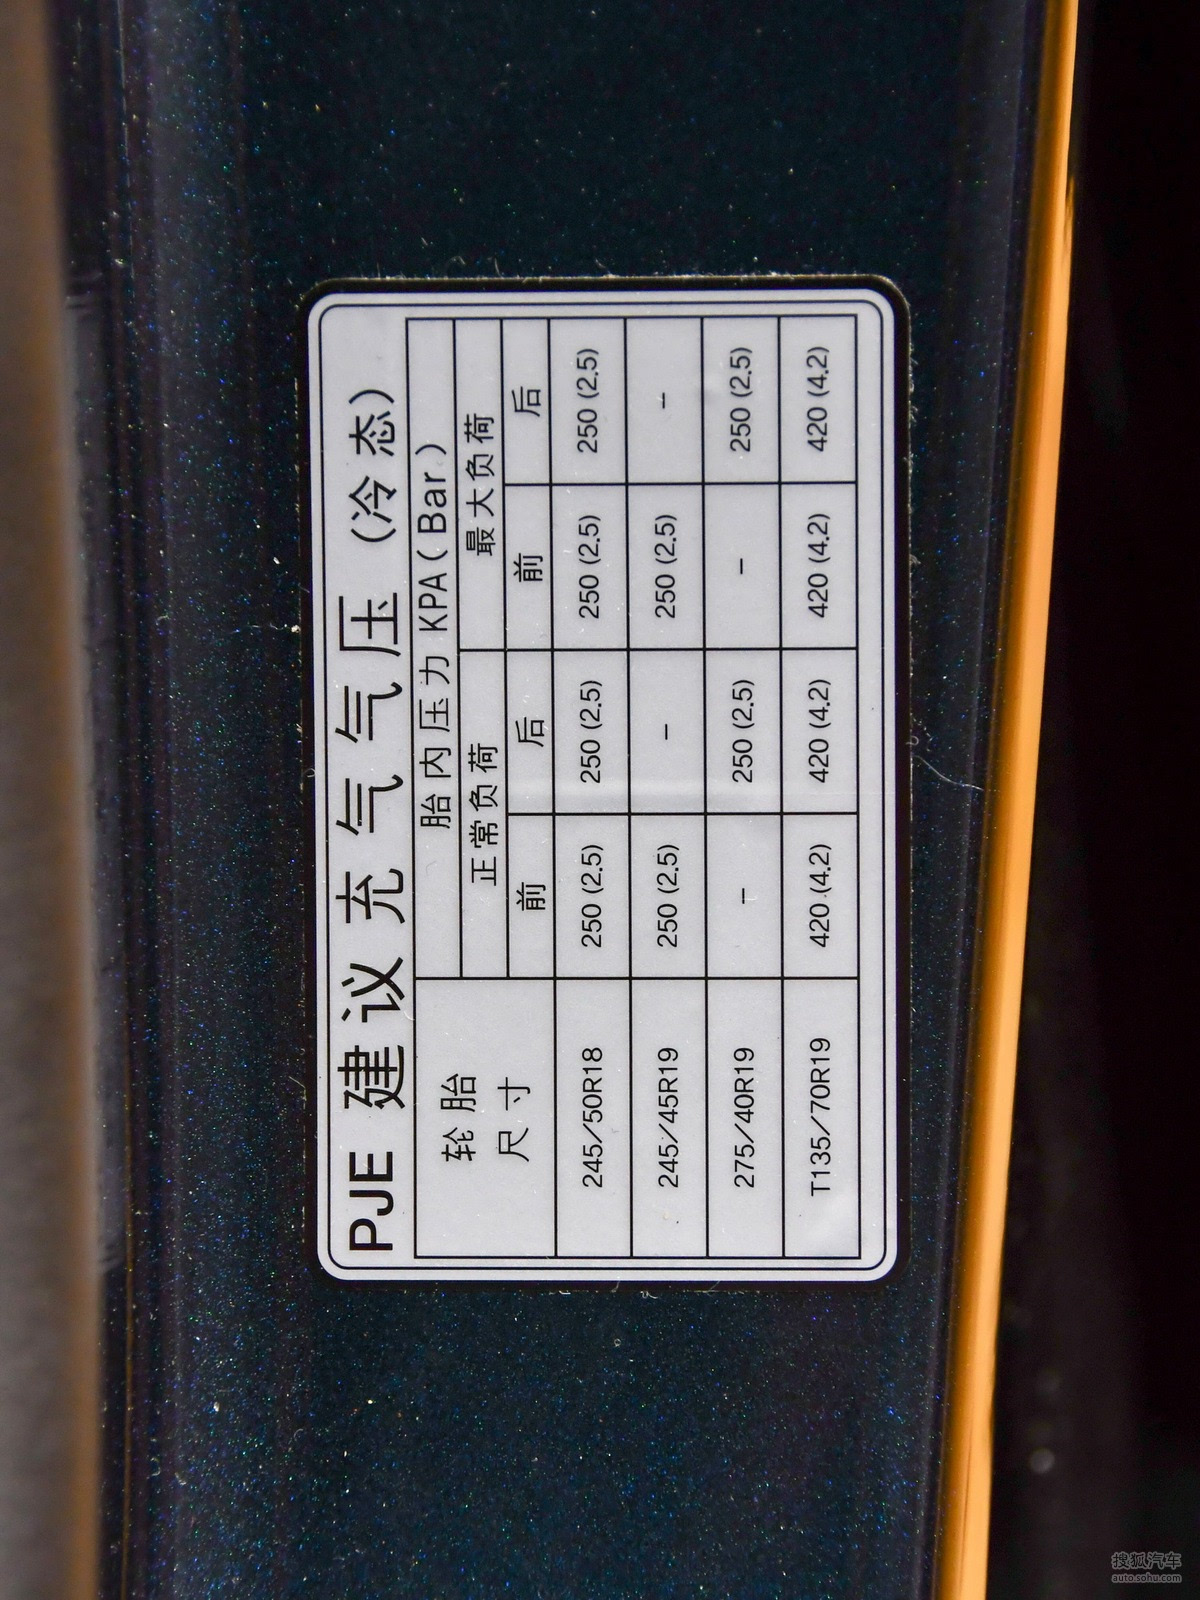 PJE 建议充气气压 (冷态)
轮胎尺寸 胎内压力 KPA(Bar)
正常负荷 最大负荷
前 后 前 后
245/50R18 250 (2.5) 250 (2.5) 250 (2.5) 250 (2.5)
245/45R19 250 (2.5) - 250 (2.5) -
275/40R19 - 250 (2.5) - 250 (2.5)
T135/70R19 420 (4.2) 420 (4.2) 420 (4.2) 420 (4.2)
搜狐汽车
auto.sohu.com